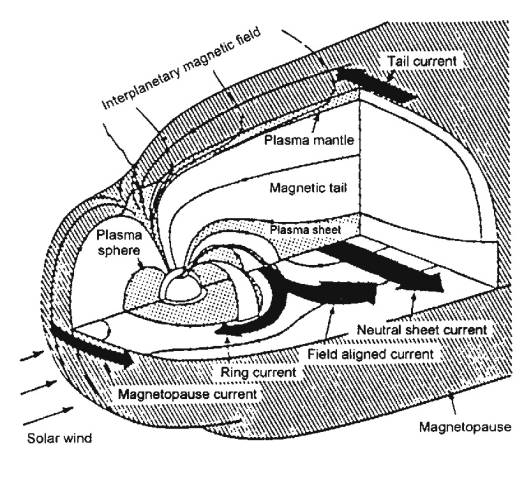 Interplanetary magnetic field
Tail current
Plasma mantle
Magnetic tail
Plasma sheet
Plasma
sphere
Neutral sheet current
Field aligned current
Ring current
Magnetopause current
Solar wind
Magnetopause